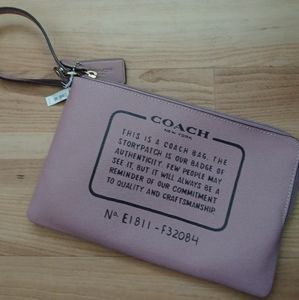 COACH
NEW YORK
THIS IS A COACH BAG. THE
STORYPATCH IS OUR BADGE OF
AUTHENTICITY. FEW PEOPLE MAY
SEE IT, BUT IT WILL ALWAYS BE A
REMINDER OF OUR COMMITMENT
TO QUALITY AND CRAFTSMANSHIP.
Nº E1811-F32084